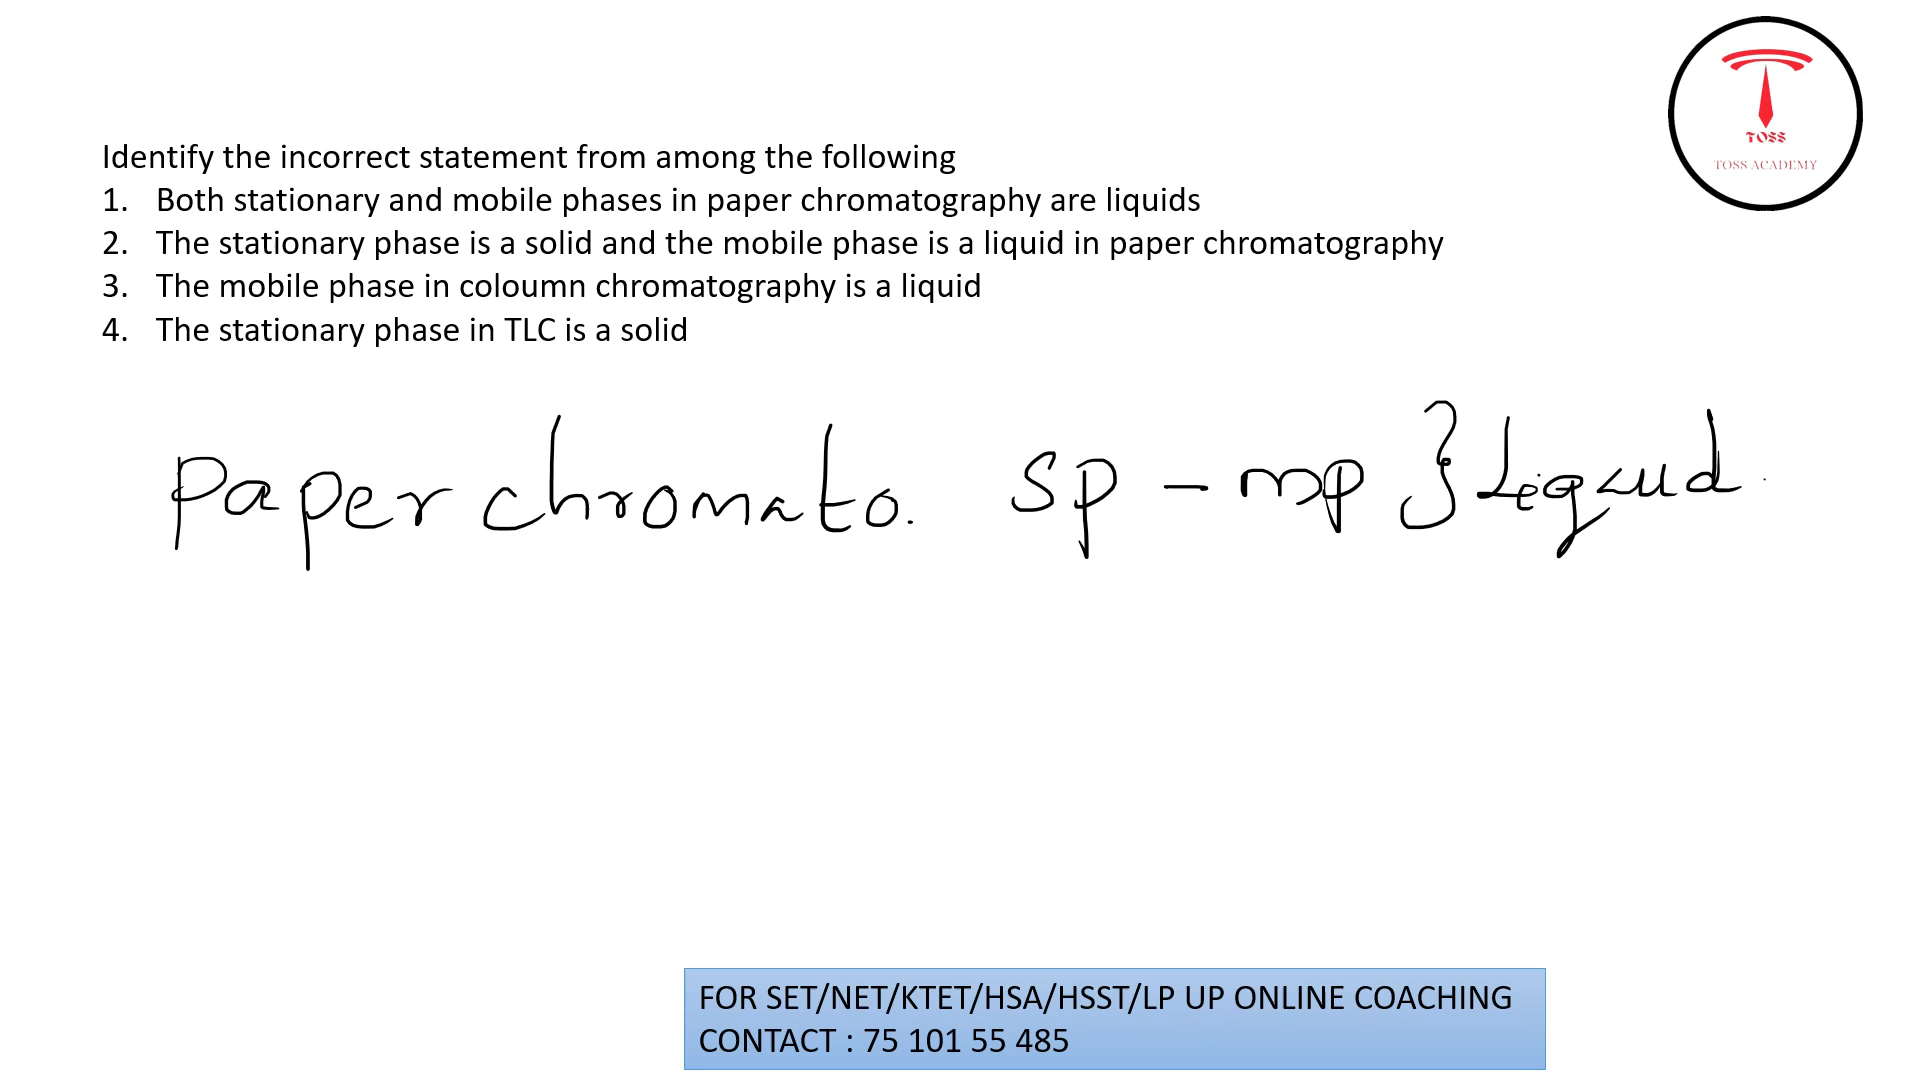 TOSS
TOSS ACADEMY
Identify the incorrect statement from among the following
1. Both stationary and mobile phases in paper chromatography are liquids
2. The stationary phase is a solid and the mobile phase is a liquid in paper chromatography
3. The mobile phase in coloumn chromatography is a liquid
4. The stationary phase in TLC is a solid
Paper chromato. SP - mp } Liquid
FOR SET/NET/KTET/HSA/HSST/LP UP ONLINE COACHING
CONTACT : 75 101 55 485